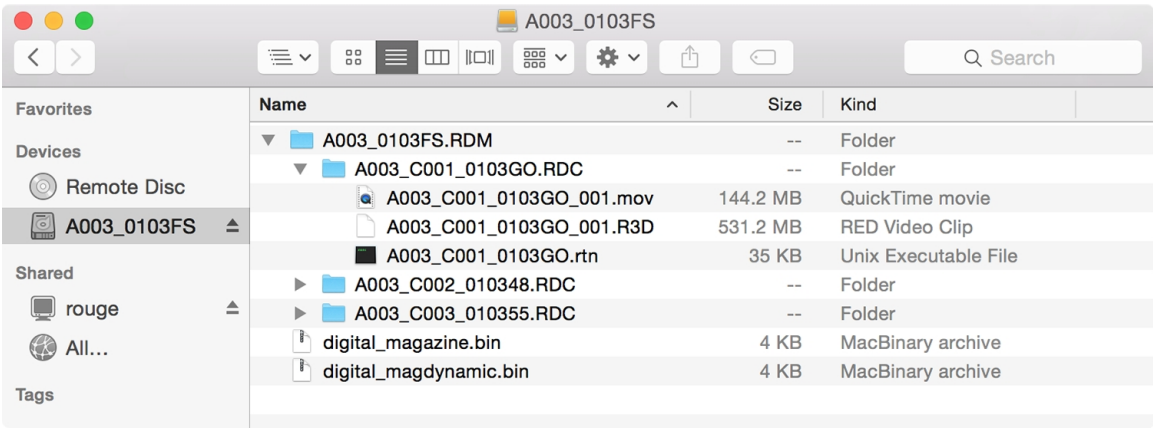 A003_0103FS
Search
Favorites
Devices
Remote Disc
A003_0103FS
Shared
rouge
All...
Tags
Name Size Kind
A003_0103FS.RDM -- Folder
A003_C001_0103GO.RDC -- Folder
A003_C001_0103GO_001.mov 144.2 MB QuickTime movie
A003_C001_0103GO_001.R3D 531.2 MB RED Video Clip
A003_C001_0103GO.rtn 35 KB Unix Executable File
A003_C002_010348.RDC -- Folder
A003_C003_010355.RDC -- Folder
digital_magazine.bin 4 KB MacBinary archive
digital_magdynamic.bin 4 KB MacBinary archive